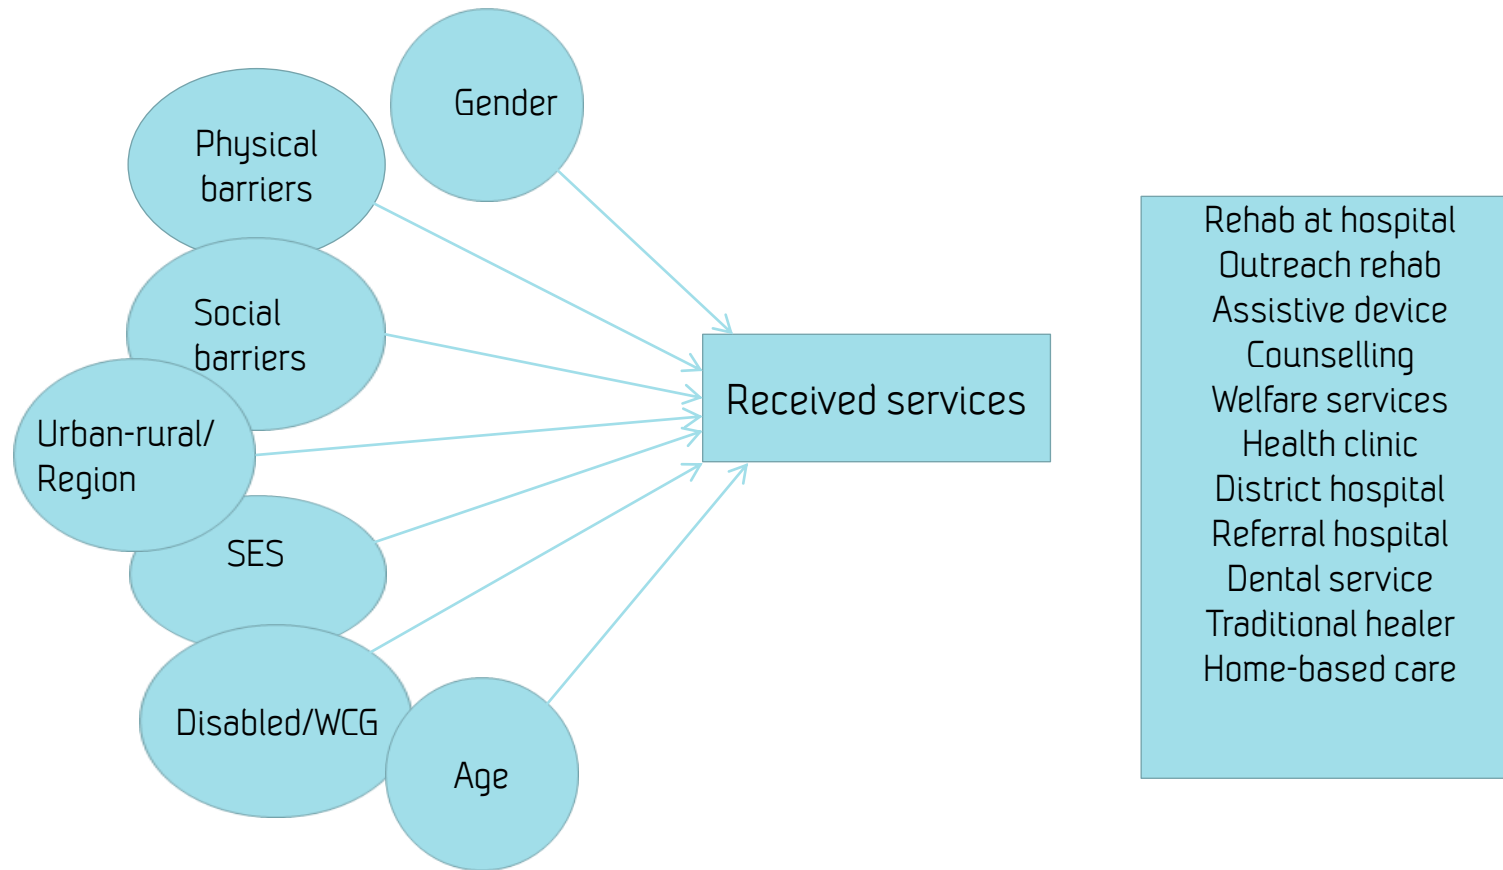 Gender
Physical
barriers
Social
barriers
Urban-rural/
Region
SES
Disabled/WCG
Age
Received services
Rehab at hospital
Outreach rehab
Assistive device
Counselling
Welfare services
Health clinic
District hospital
Referral hospital
Dental service
Traditional healer
Home-based care